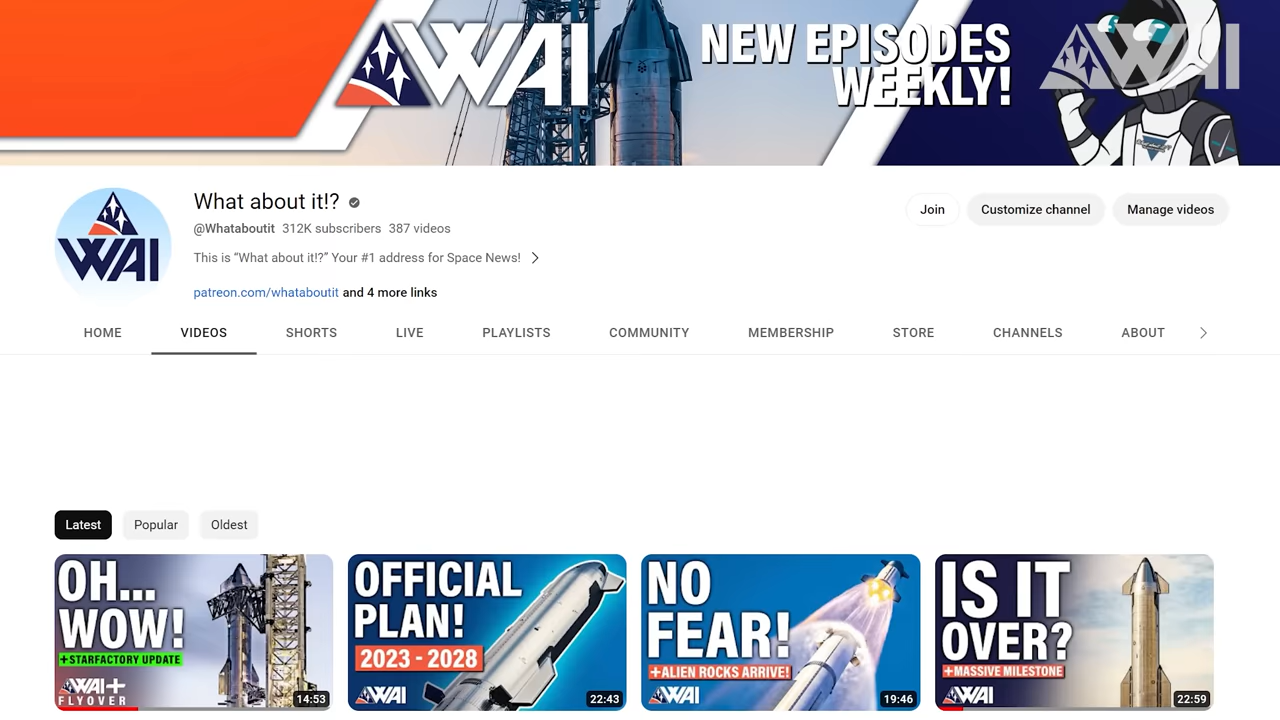 WAI
NEW EPISODES
WEEKLY!
WAI
WAI
What about it!?
@Whataboutit 312K subscribers 387 videos
This is “What about it!?” Your #1 address for Space News!
patreon.com/whataboutit and 4 more links
Join
Customize channel
Manage videos
HOME
VIDEOS
SHORTS
LIVE
PLAYLISTS
COMMUNITY
MEMBERSHIP
STORE
CHANNELS
ABOUT
Latest
Popular
Oldest
OH...
WOW!
+STARFACTORY UPDATE
WAI+
FLYOVER
14:53
OFFICIAL
PLAN!
2023 - 2028
WAI
22:43
NO
FEAR!
+ALIEN ROCKS ARRIVE!
WAI
19:46
IS IT
OVER?
+MASSIVE MILESTONE
WAI
22:59